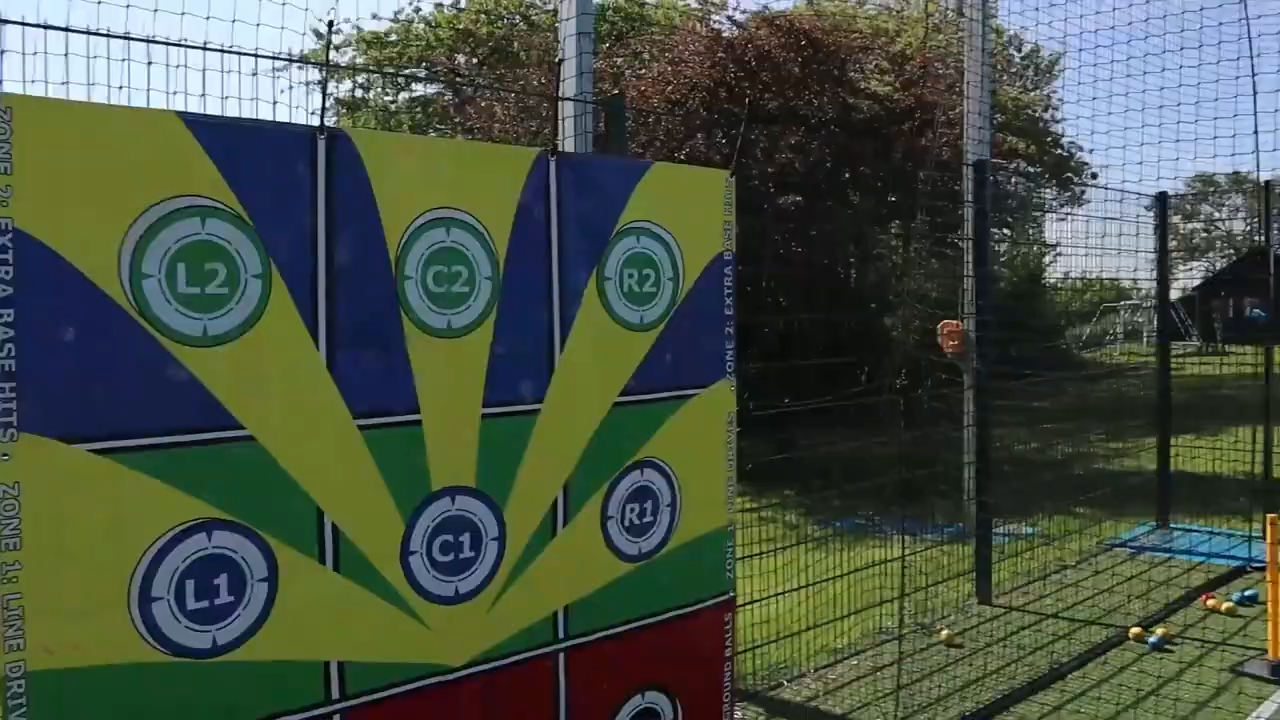 L2
C2
R2
L1
C1
R1
ZONE 2: EXTRA BASE HITS · ZONE 1: LINE DRIV
ZONE 2: EXTRA BASE HITS
ZONE 1: LINE DRIVES
GROUND BALLS